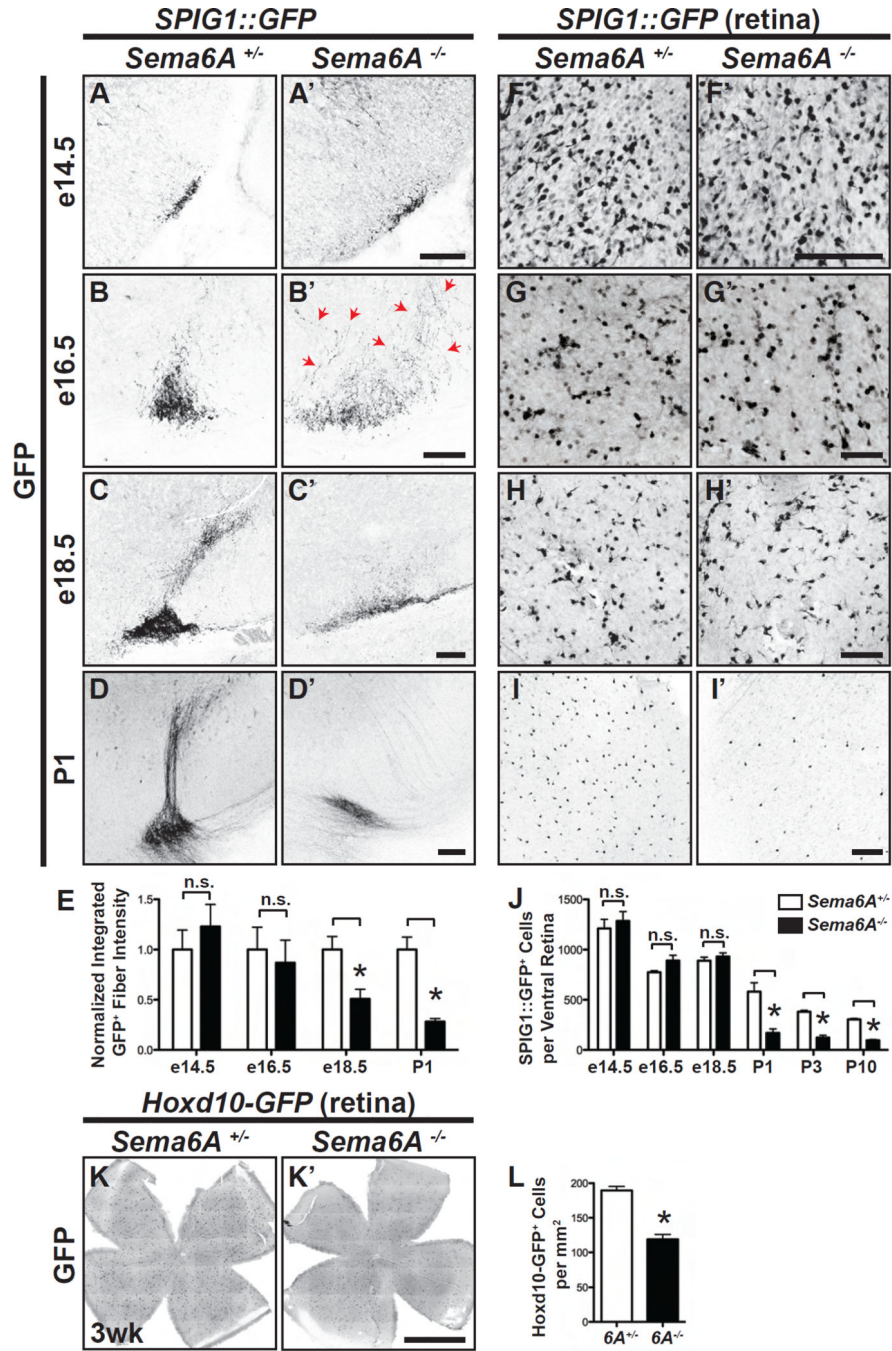 SPIG1::GFP
SPIG1::GFP (retina)
Sema6A +/-
Sema6A -/-
Sema6A +/-
Sema6A -/-
GFP
e14.5
A
A'
F
F'
e16.5
B
B'
G
G'
e18.5
C
C'
H
H'
P1
D
D'
I
I'
E
Normalized Integrated
GFP+ Fiber Intensity
1.5
1.0
0.5
0.0
n.s.
n.s.
*
*
e14.5
e16.5
e18.5
P1
J
SPIG1::GFP+ Cells
per Ventral Retina
1500
1000
500
0
n.s.
n.s.
n.s.
*
*
*
Sema6A+/-
Sema6A-/-
e14.5
e16.5
e18.5
P1
P3
P10
Hoxd10-GFP (retina)
Sema6A +/-
Sema6A -/-
GFP
K
K'
3wk
L
Hoxd10-GFP+ Cells
per mm2
200
150
100
50
0
*
6A+/-
6A-/-